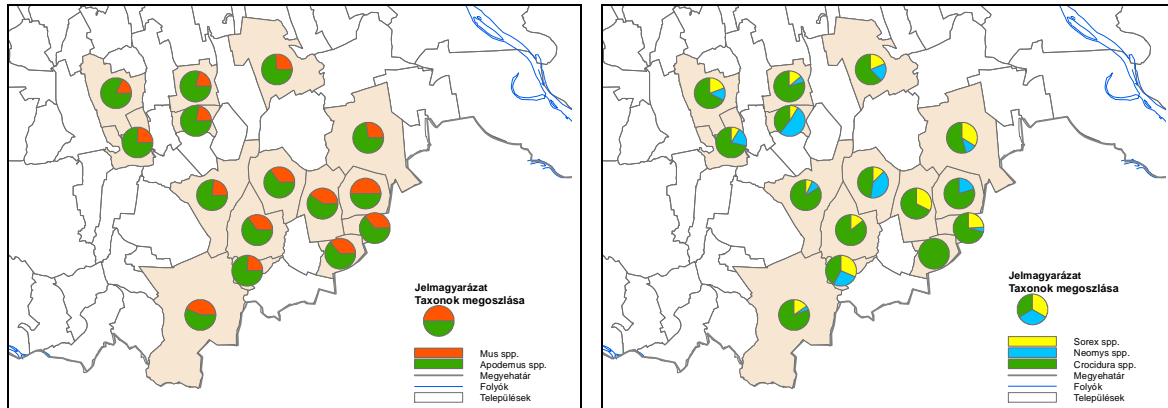 Jelmagyarázat
Taxonok megoszlása
Mus spp.
Apodemus spp.
Megyehatár
Folyók
Települések
Jelmagyarázat
Taxonok megoszlása
Sorex spp.
Neomys spp.
Crocidura spp.
Megyehatár
Folyók
Települések